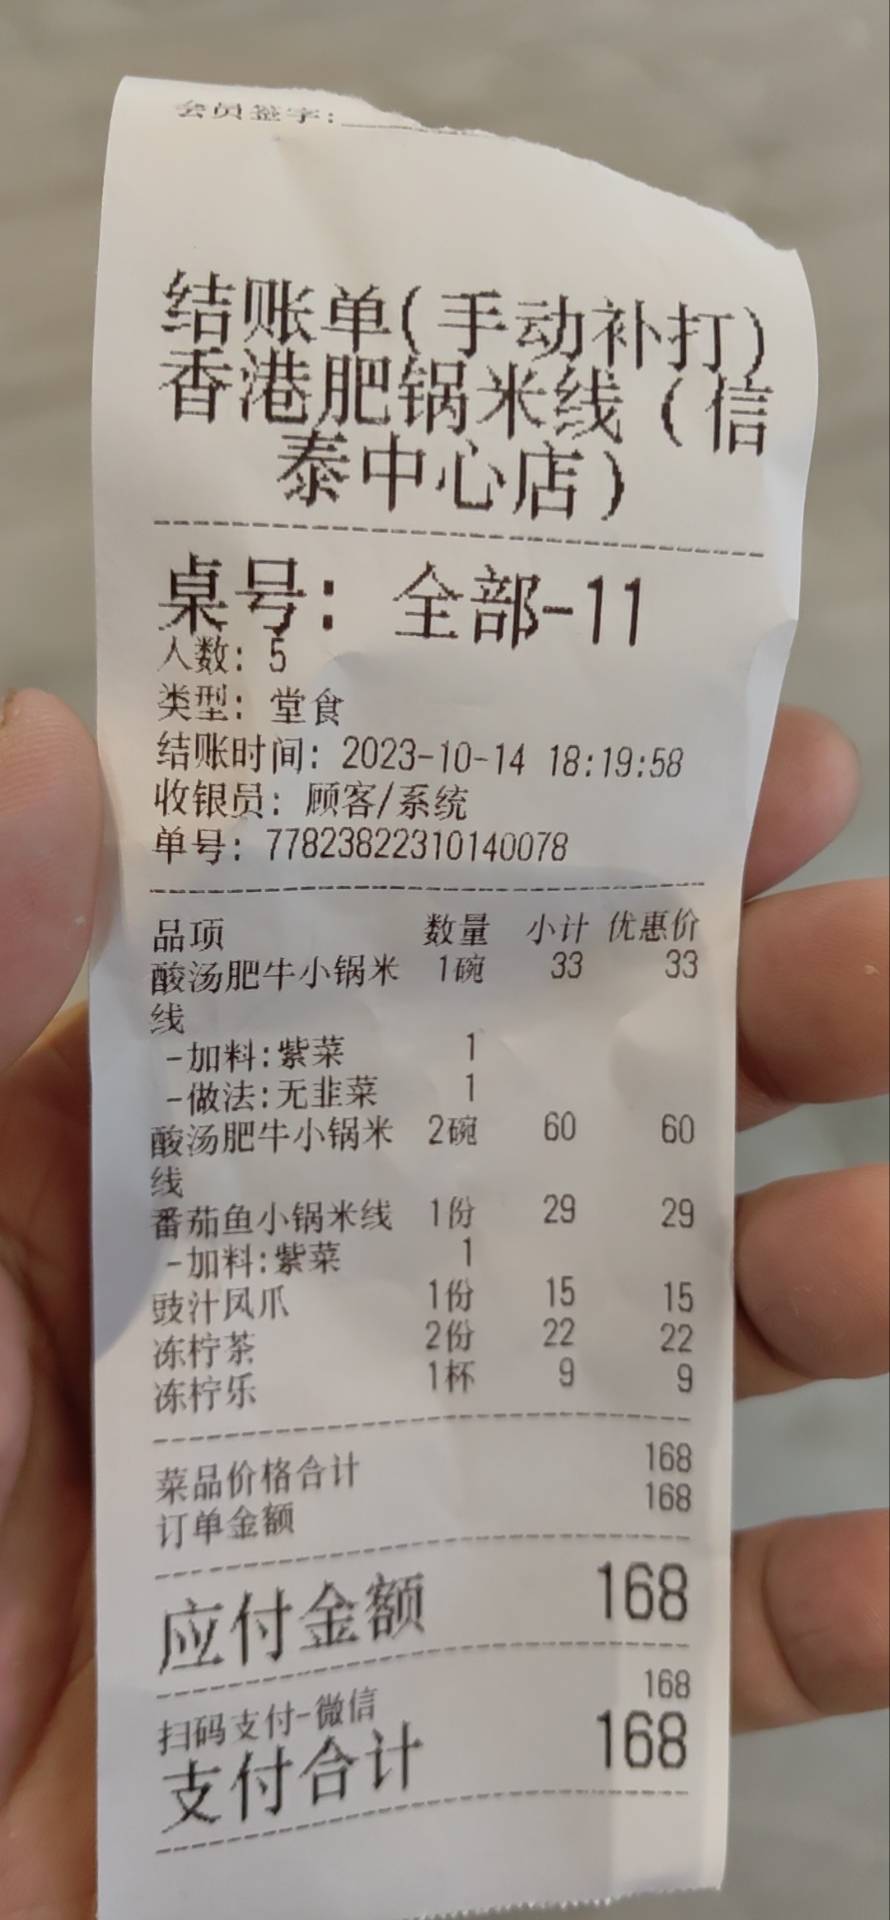 会员签字:
结账单(手动补打)
香港肥锅米线(信
泰中心店)
桌号: 全部-11
人数: 5
类型: 堂食
结账时间: 2023-10-14 18:19:58
收银员: 顾客/系统
单号: 77823822310140078
品项 数量 小计 优惠价
酸汤肥牛小锅米 1碗 33 33
线
-加料:紫菜 1
-做法:无韭菜 1
酸汤肥牛小锅米 2碗 60 60
线
番茄鱼小锅米线 1份 29 29
-加料:紫菜 1
豉汁凤爪 1份 15 15
冻柠茶 2份 22 22
冻柠乐 1杯 9 9
菜品价格合计 168
订单金额 168
应付金额 168
扫码支付-微信 168
支付合计 168